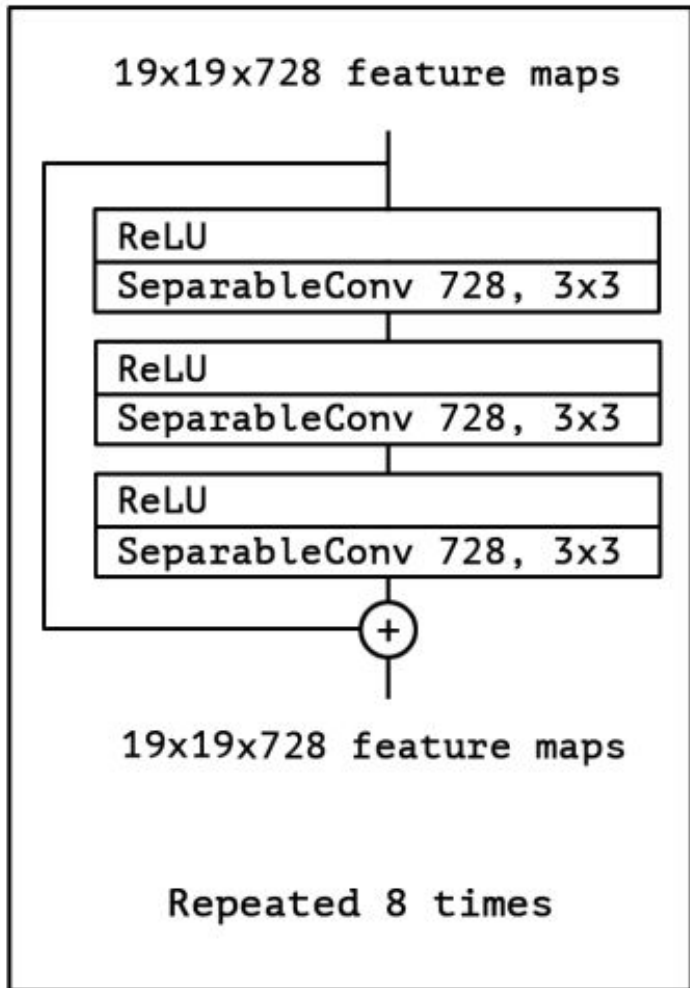 19x19x728 feature maps
ReLU
SeparableConv 728, 3x3
ReLU
SeparableConv 728, 3x3
ReLU
SeparableConv 728, 3x3
+
19x19x728 feature maps
Repeated 8 times